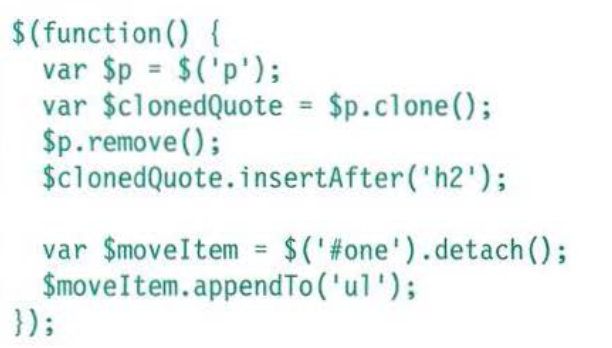 $(function() {
  var $p = $('p');
  var $clonedQuote = $p.clone();
  $p.remove();
  $clonedQuote.insertAfter('h2');

  var $moveItem = $('#one').detach();
  $moveItem.appendTo('ul');
});